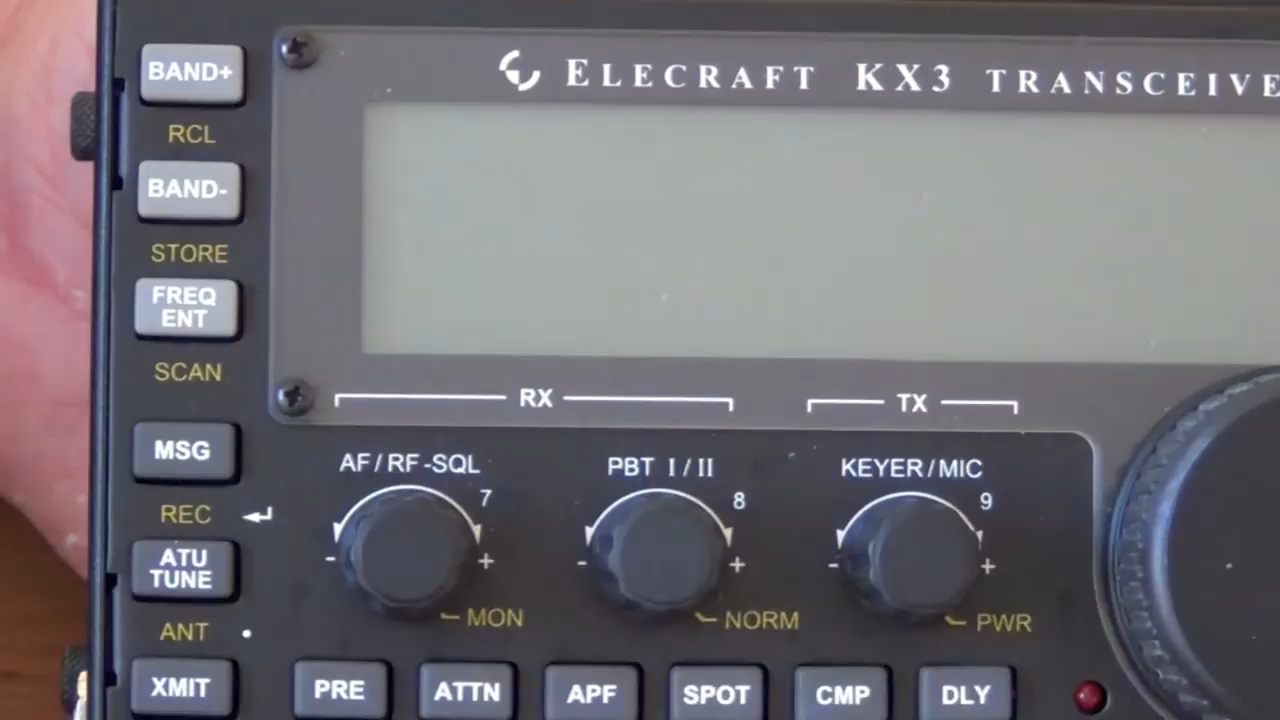 ELECRAFT KX3 TRANSCEIVE
BAND+
RCL
BAND-
STORE
FREQ
ENT
SCAN
MSG
REC
ATU
TUNE
ANT
XMIT
RX
TX
AF/RF-SQL
PBT I/II
KEYER/MIC
7
8
9
- +
- +
- +
MON
NORM
PWR
PRE
ATTN
APF
SPOT
CMP
DLY